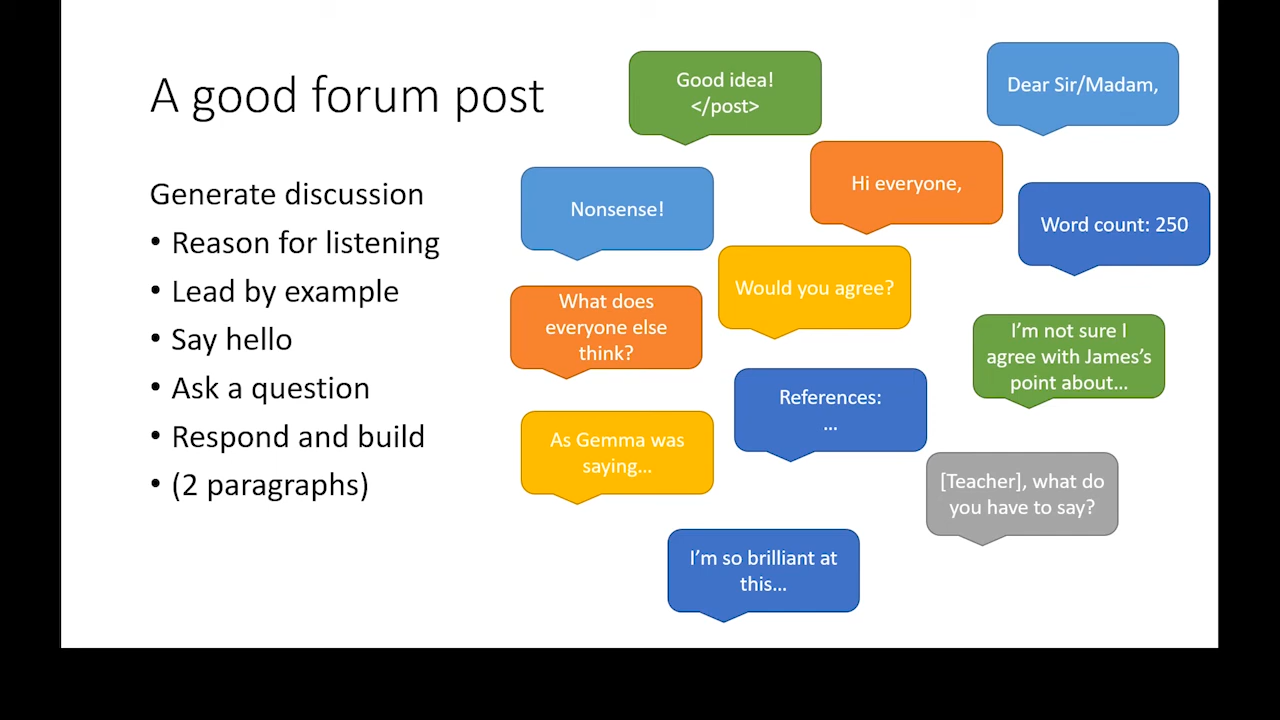 A good forum post
Generate discussion
• Reason for listening
• Lead by example
• Say hello
• Ask a question
• Respond and build
• (2 paragraphs)
Good idea!
</post>
Dear Sir/Madam,
Hi everyone,
Nonsense!
Word count: 250
Would you agree?
What does
everyone else
think?
I’m not sure I
agree with James’s
point about…
References:
…
As Gemma was
saying…
[Teacher], what do
you have to say?
I’m so brilliant at
this…